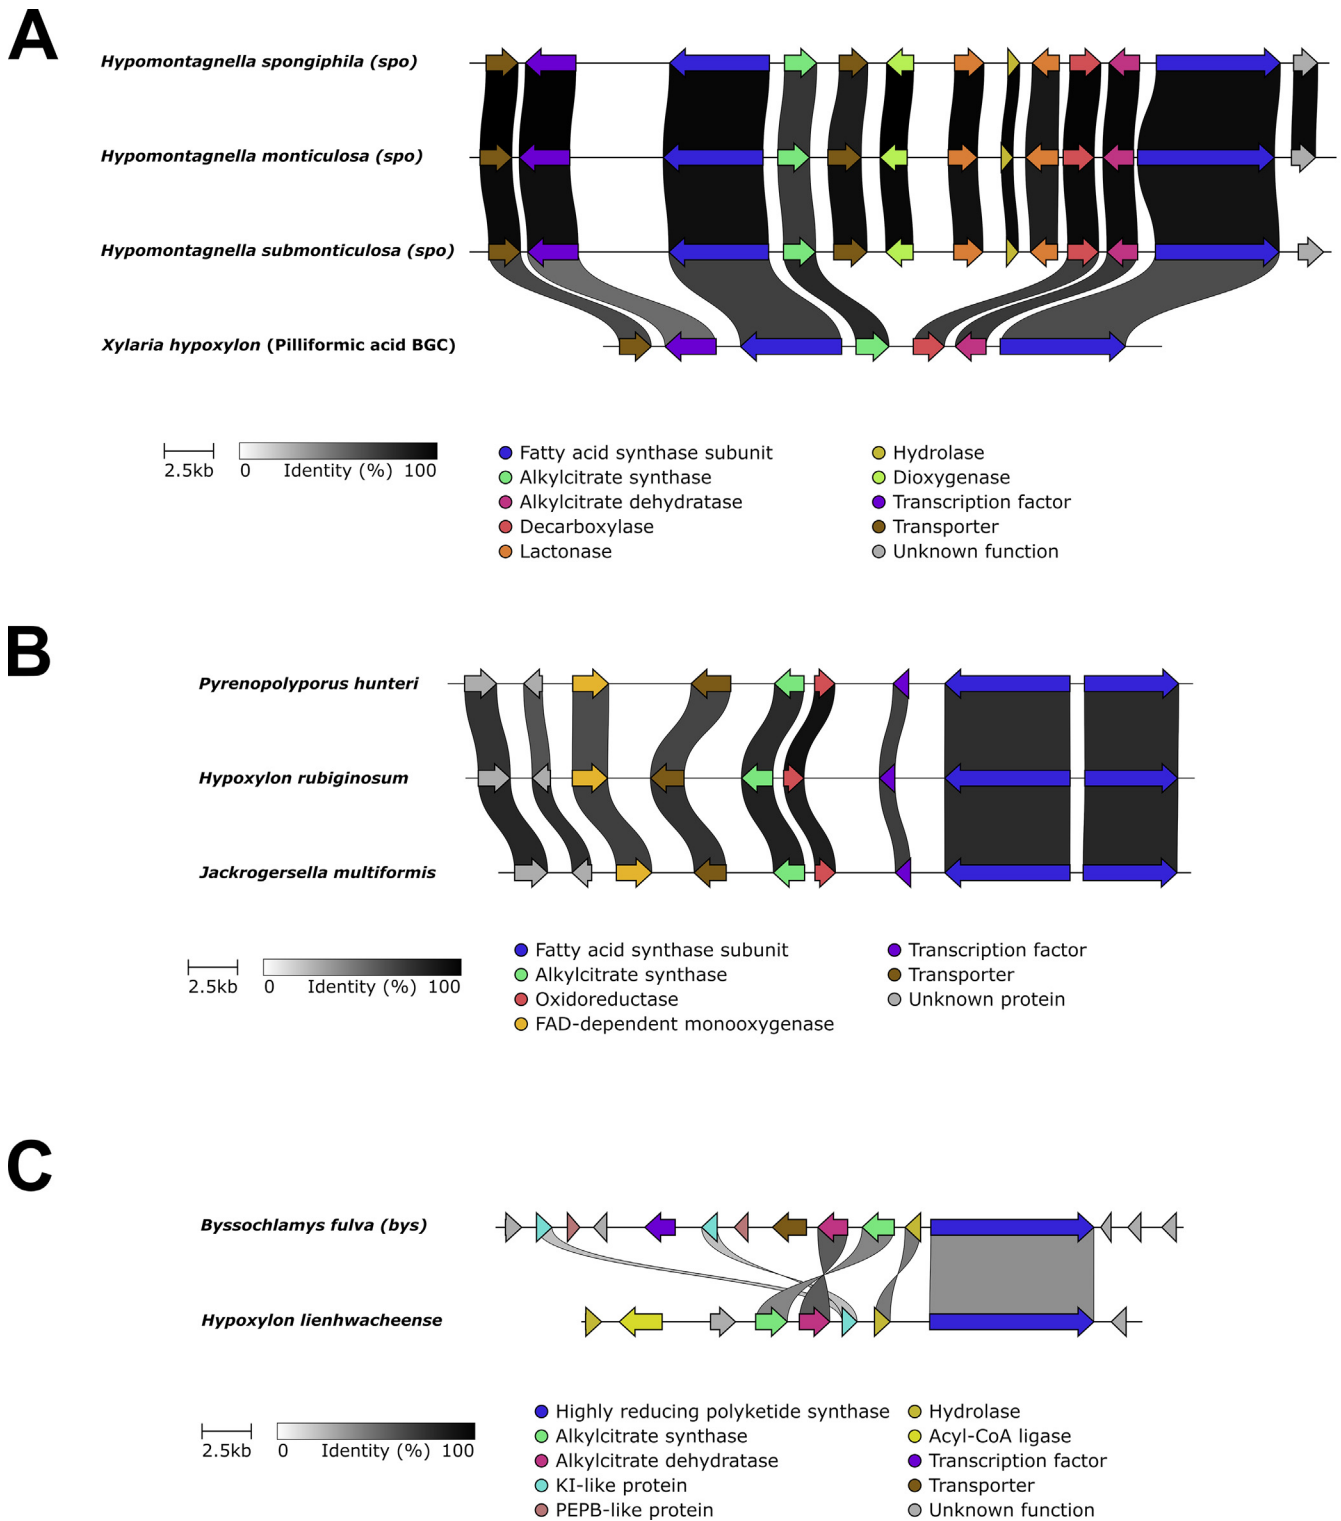 A
Hypomontagnella spongiphila (spo)
Hypomontagnella monticulosa (spo)
Hypomontagnella submonticulosa (spo)
Xylaria hypoxylon (Pilliformic acid BGC)
2.5kb
0 Identity (%) 100
Fatty acid synthase subunit
Alkylcitrate synthase
Alkylcitrate dehydratase
Decarboxylase
Lactonase
Hydrolase
Dioxygenase
Transcription factor
Transporter
Unknown function
B
Pyrenopolyporus hunteri
Hypoxylon rubiginosum
Jackrogersella multiformis
2.5kb
0 Identity (%) 100
Fatty acid synthase subunit
Alkylcitrate synthase
Oxidoreductase
FAD-dependent monooxygenase
Transcription factor
Transporter
Unknown protein
C
Byssochlamys fulva (bys)
Hypoxylon lienhwacheense
2.5kb
0 Identity (%) 100
Highly reducing polyketide synthase
Alkylcitrate synthase
Alkylcitrate dehydratase
KI-like protein
PEPB-like protein
Hydrolase
Acyl-CoA ligase
Transcription factor
Transporter
Unknown function